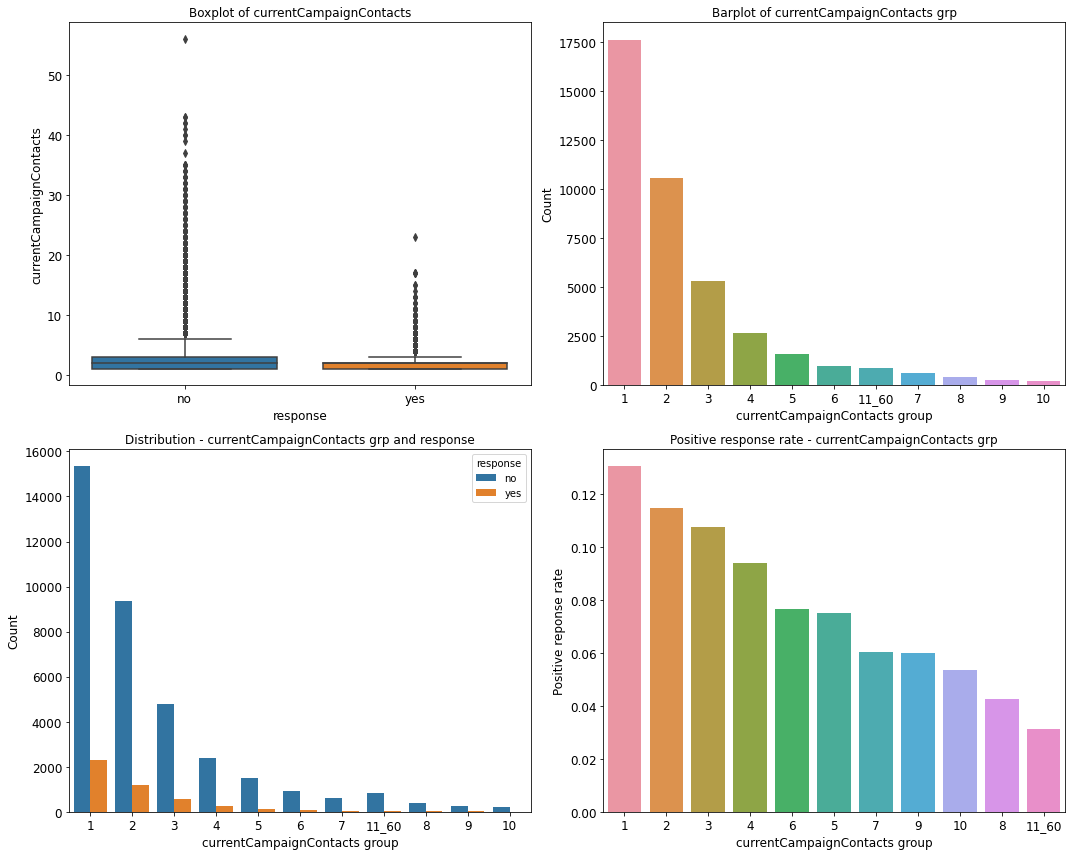 Boxplot of currentCampaignContacts
currentCampaignContacts
50
40
30
20
10
0
no yes
response
Barplot of currentCampaignContacts grp
Count
17500
15000
12500
10000
7500
5000
2500
0
1 2 3 4 5 6 11_60 7 8 9 10
currentCampaignContacts group
Distribution - currentCampaignContacts grp and response
Count
16000
14000
12000
10000
8000
6000
4000
2000
0
response
no
yes
1 2 3 4 5 6 7 11_60 8 9 10
currentCampaignContacts group
Positive response rate - currentCampaignContacts grp
Positive reponse rate
0.12
0.10
0.08
0.06
0.04
0.02
0.00
1 2 3 4 6 5 7 9 10 8 11_60
currentCampaignContacts group